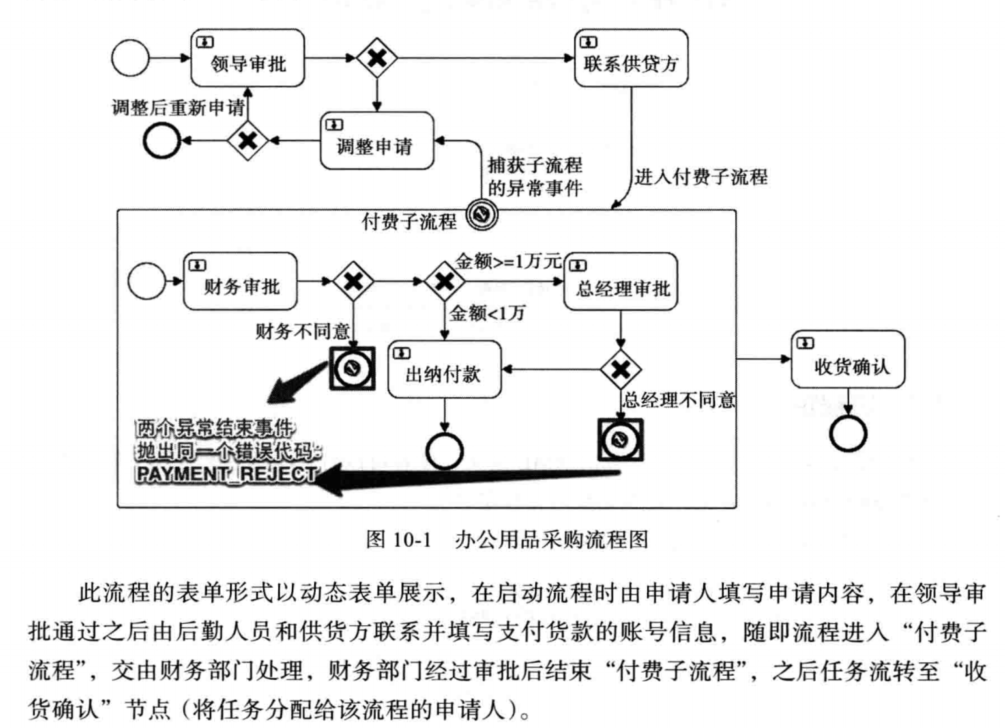 领导审批
联系供货方
调整后重新申请
调整申请
捕获子流程
的异常事件
进入付费子流程
付费子流程
金额>=1万元
财务审批
总经理审批
金额<1万
财务不同意
出纳付款
收货确认
总经理不同意
两个异常结束事件
抛出同一个错误代码:
PAYMENT_REJECT
图 10-1 办公用品采购流程图
此流程的表单形式以动态表单展示，在启动流程时由申请人填写申请内容，在领导审
批通过之后由后勤人员和供货方联系并填写支付货款的账号信息，随即流程进入“付费子
流程”，交由财务部门处理，财务部门经过审批后结束“付费子流程”，之后任务流转至“收
货确认”节点（将任务分配给该流程的申请人）。